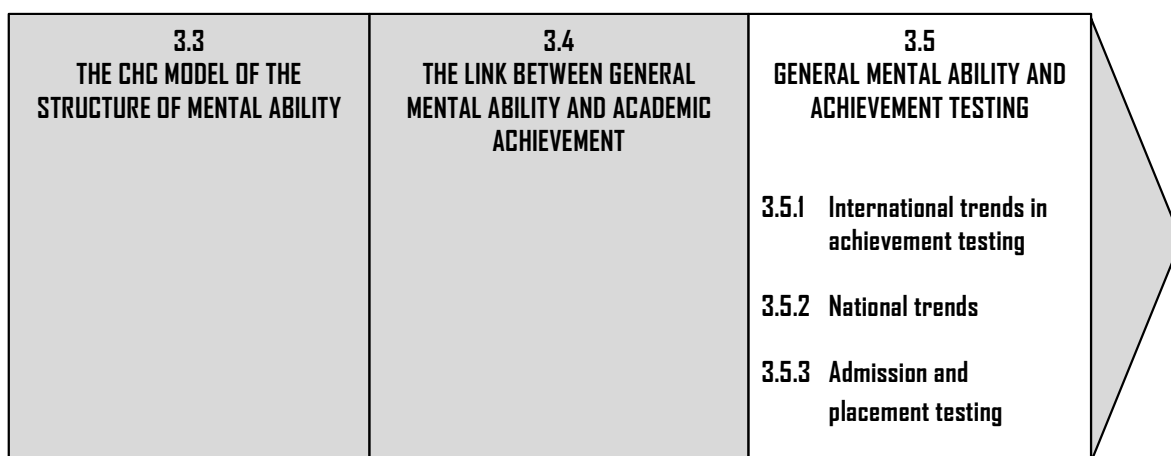 3.3
THE CHC MODEL OF THE
STRUCTURE OF MENTAL ABILITY
3.4
THE LINK BETWEEN GENERAL
MENTAL ABILITY AND ACADEMIC
ACHIEVEMENT
3.5
GENERAL MENTAL ABILITY AND
ACHIEVEMENT TESTING
3.5.1 International trends in
achievement testing
3.5.2 National trends
3.5.3 Admission and
placement testing